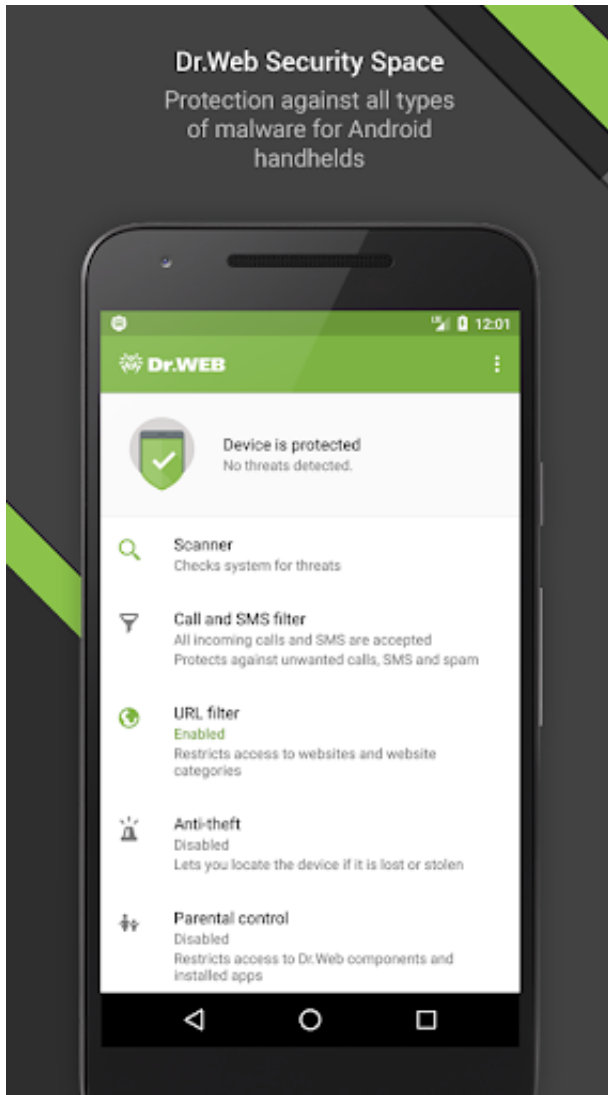 Dr.Web Security Space
Protection against all types
of malware for Android
handhelds
12:01
Dr.WEB
Device is protected
No threats detected.
Scanner
Checks system for threats
Call and SMS filter
All incoming calls and SMS are accepted
Protects against unwanted calls, SMS and spam
URL filter
Enabled
Restricts access to websites and website
categories
Anti-theft
Disabled
Lets you locate the device if it is lost or stolen
Parental control
Disabled
Restricts access to Dr.Web components and
installed apps